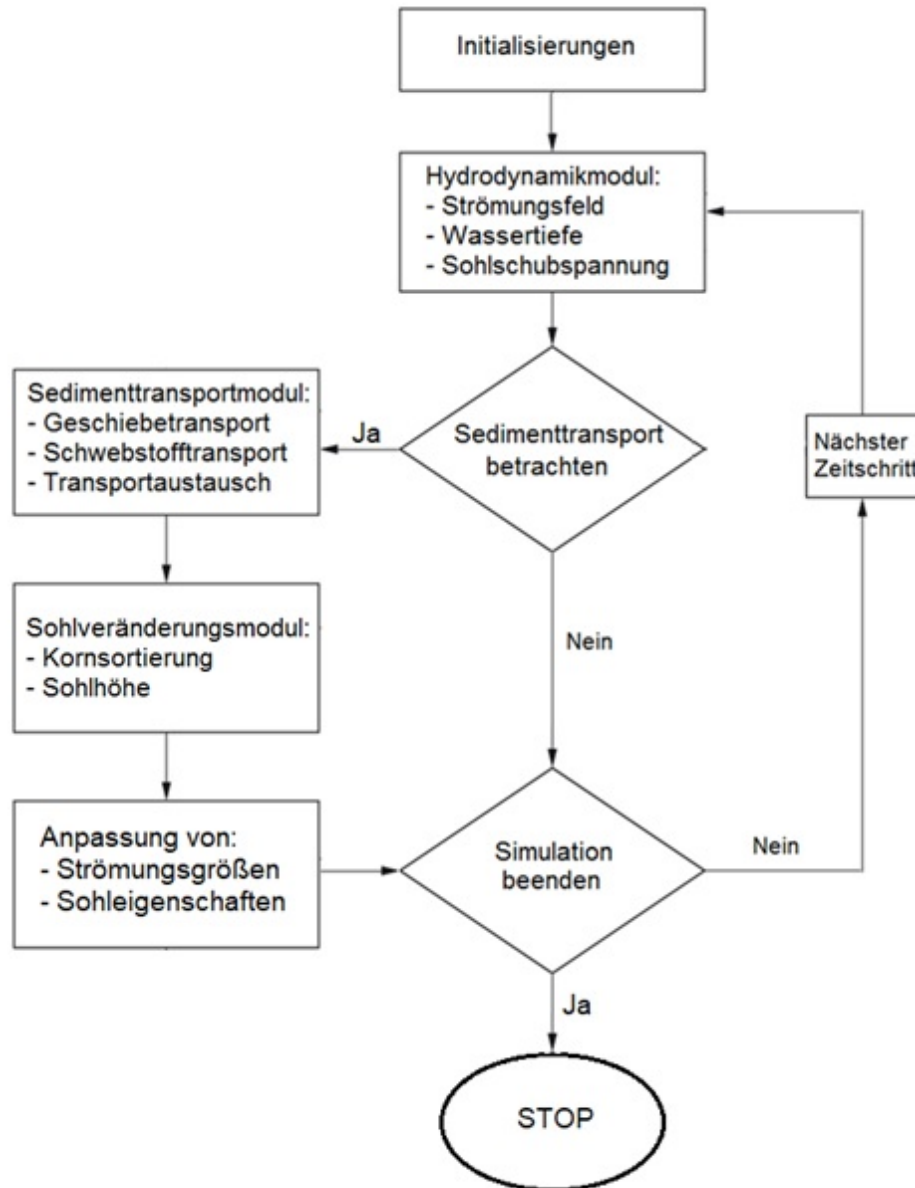 Initialisierungen
Hydrodynamikmodul:
- Strömungsfeld
- Wassertiefe
- Sohlschubspannung
Sedimenttransport
betrachten
Ja
Sedimenttransportmodul:
- Geschiebetransport
- Schwebstofftransport
- Transportaustausch
Nächster
Zeitschritt
Sohlveränderungsmodul:
- Kornsortierung
- Sohlhöhe
Nein
Anpassung von:
- Strömungsgrößen
- Sohleigenschaften
Simulation
beenden
Nein
Ja
STOP